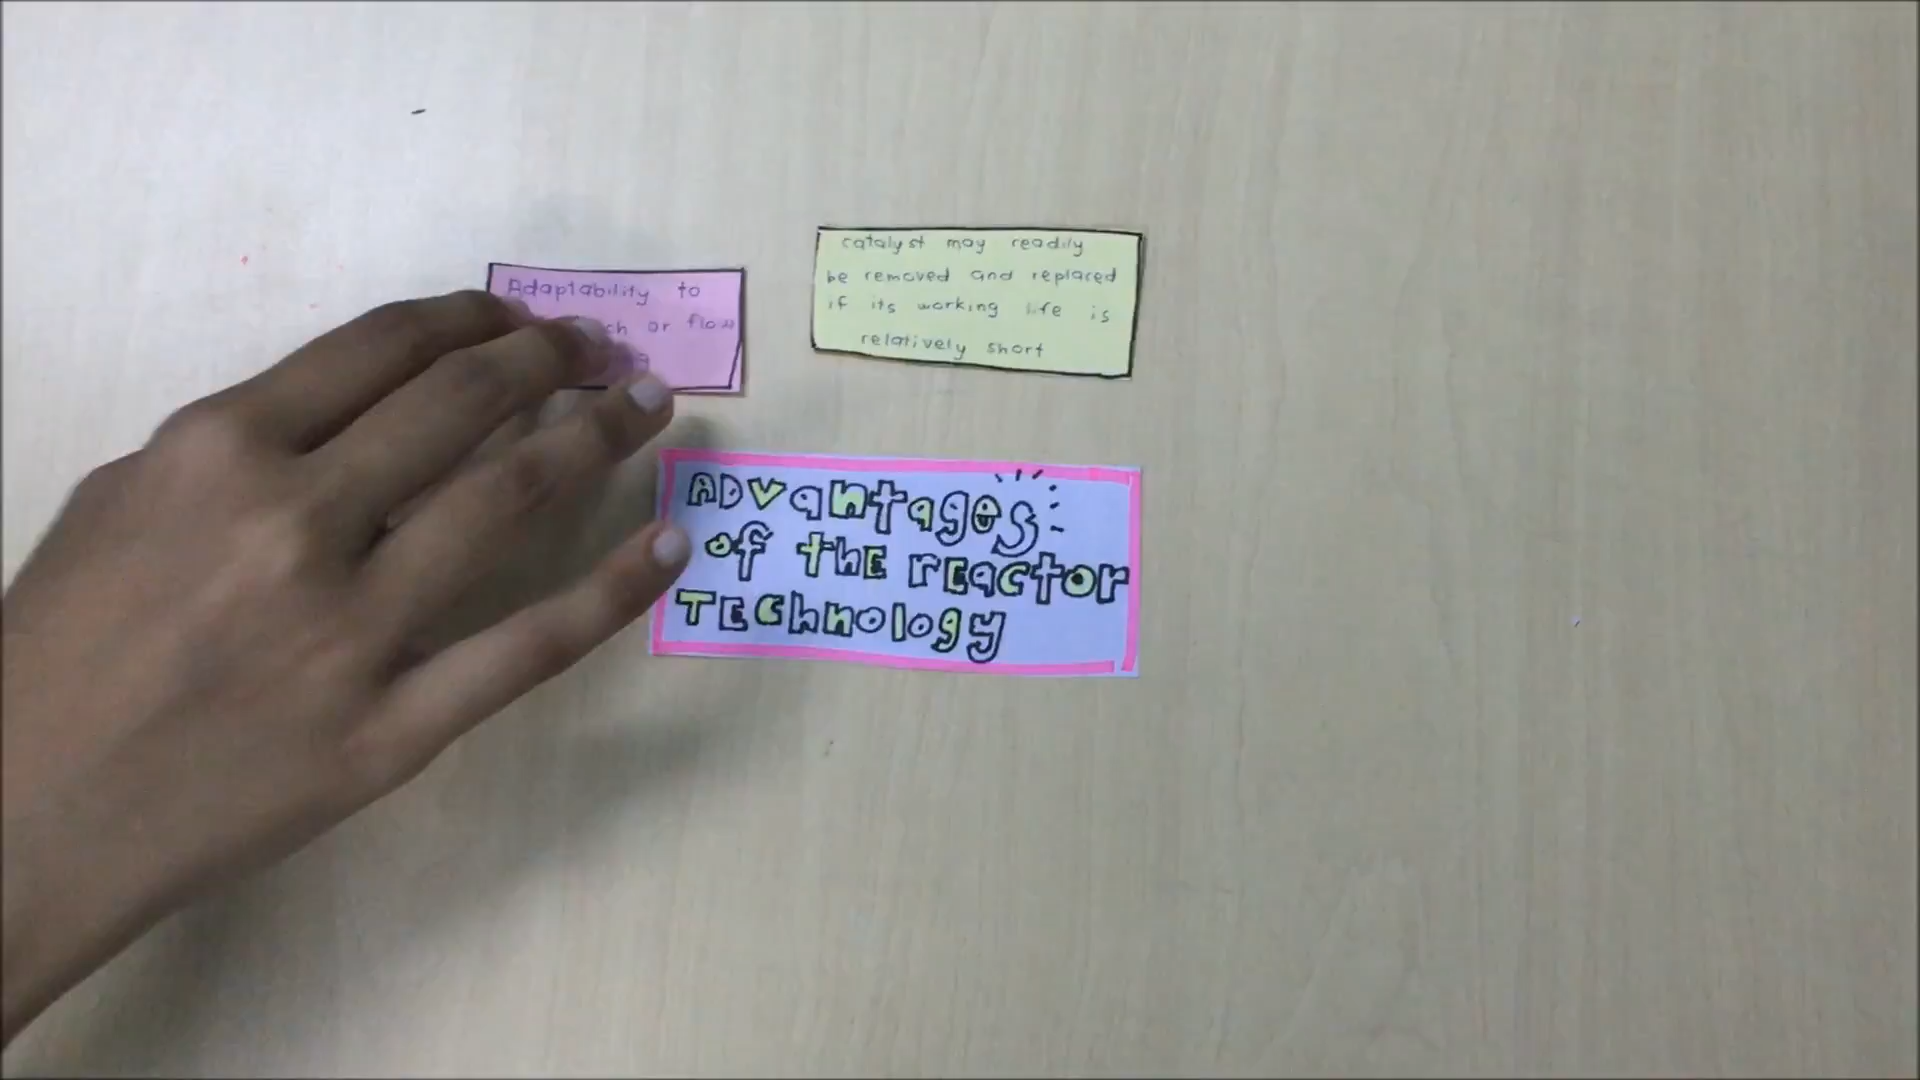 Adaptability to
or flow
catalyst may readily
be removed and replaced
if its working life is
relatively short
ADvantages
of the reactor
Technology